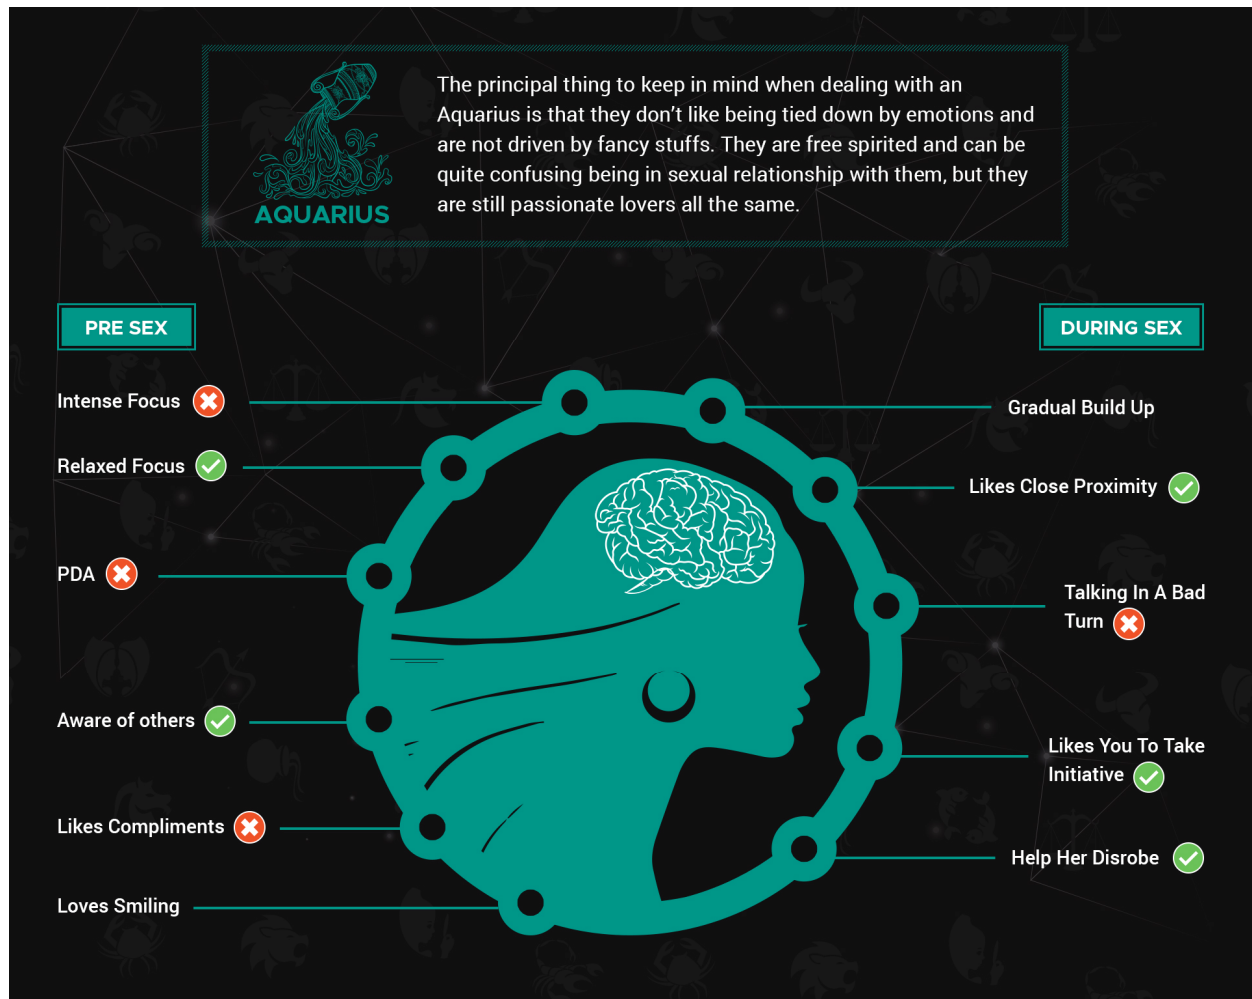 The principal thing to keep in mind when dealing with an
Aquarius is that they don’t like being tied down by emotions and
are not driven by fancy stuffs. They are free spirited and can be
quite confusing being in sexual relationship with them, but they
are still passionate lovers all the same.
AQUARIUS
PRE SEX
Intense Focus
Relaxed Focus
PDA
Aware of others
Likes Compliments
Loves Smiling
DURING SEX
Gradual Build Up
Likes Close Proximity
Talking In A Bad
Turn
Likes You To Take
Initiative
Help Her Disrobe